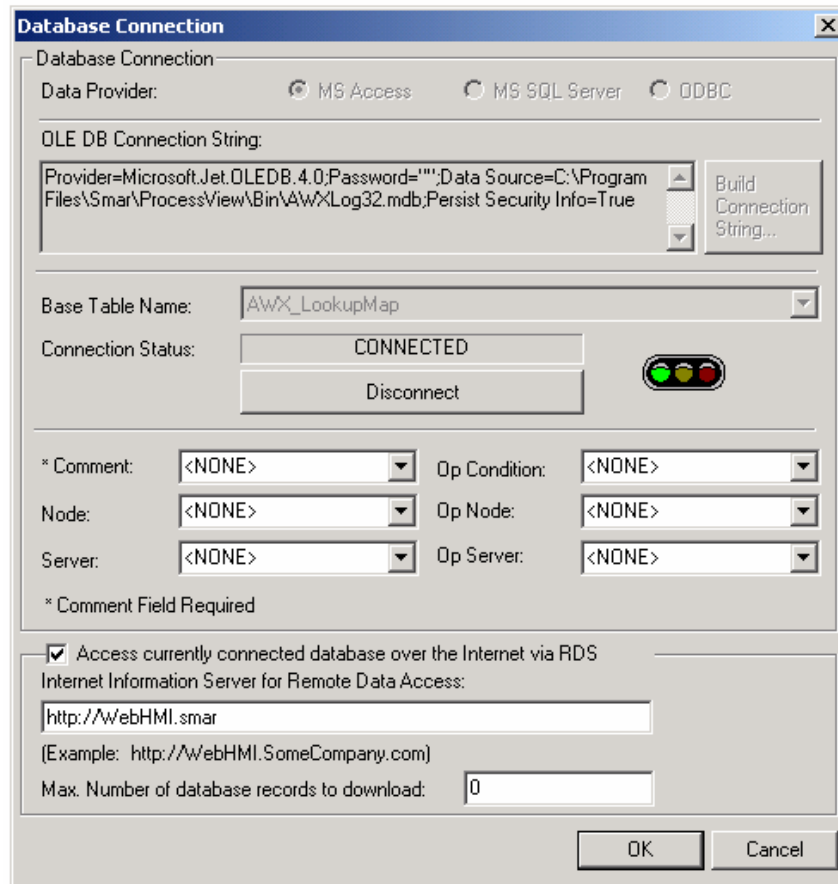 Database Connection
Database Connection
Data Provider: MS Access MS SQL Server ODBC
OLE DB Connection String:
Provider=Microsoft.Jet.OLEDB.4.0;Password="";Data Source=C:\Program
Files\Smar\ProcessView\Bin\AWXLog32.mdb;Persist Security Info=True
Build
Connection
String...
Base Table Name: AWX_LookupMap
Connection Status: CONNECTED
Disconnect
* Comment: <NONE> Op Condition: <NONE>
Node: <NONE> Op Node: <NONE>
Server: <NONE> Op Server: <NONE>
* Comment Field Required
Access currently connected database over the Internet via RDS
Internet Information Server for Remote Data Access:
http://WebHMI.smar
(Example: http://WebHMI.SomeCompany.com)
Max. Number of database records to download: 0
OK Cancel